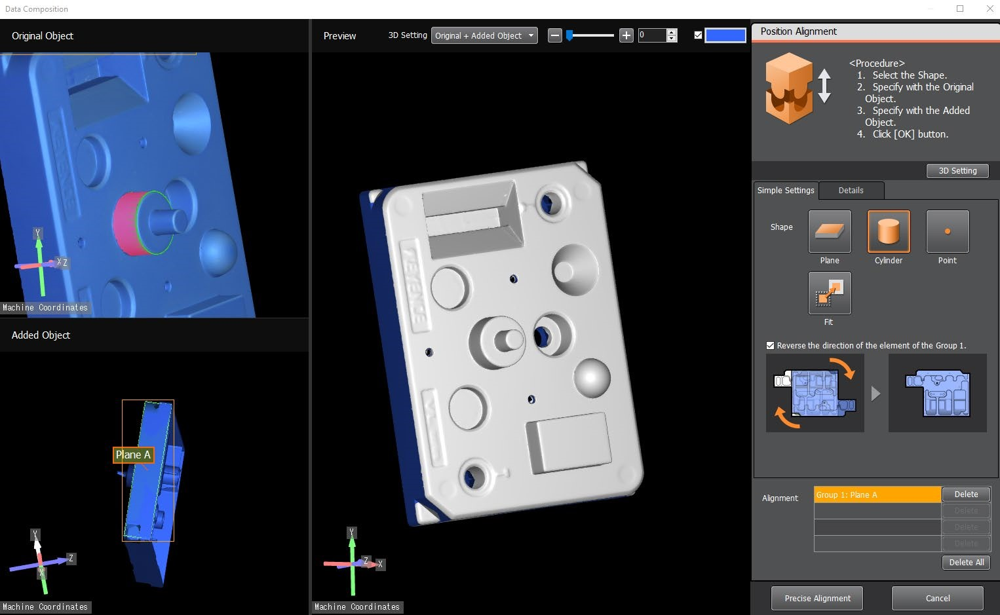 Data Composition
Original Object
KEYENCE
Y
X
Z
Machine Coordinates
Added Object
Plane A
Y
Z
X
Machine Coordinates
Preview
3D Setting
Original + Added Object
0
KEYENCE
Y
Z
X
Machine Coordinates
Position Alignment
<Procedure>
1. Select the Shape.
2. Specify with the Original
Object.
3. Specify with the Added
Object.
4. Click [OK] button.
3D Setting
Simple Settings
Details
Shape
Plane
Cylinder
Point
Fit
Reverse the direction of the element of the Group 1.
Alignment
Group 1: Plane A
Delete
Delete
Delete
Delete
Delete All
Precise Alignment
Cancel